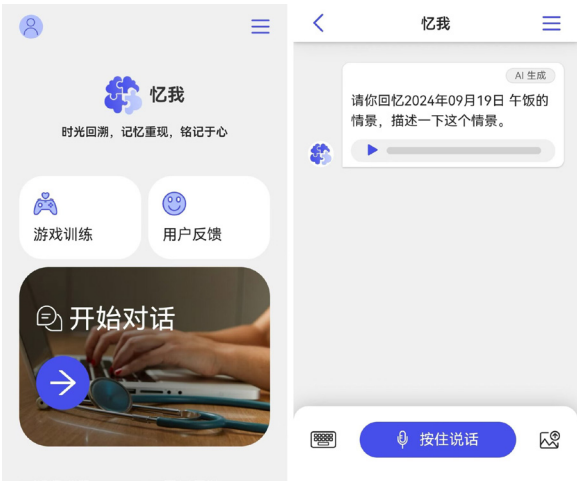 忆我
时光回溯，记忆重现，铭记于心
游戏训练
用户反馈
开始对话
忆我
AI 生成
请你回忆2024年09月19日 午饭的
情景，描述一下这个情景。
按住说话